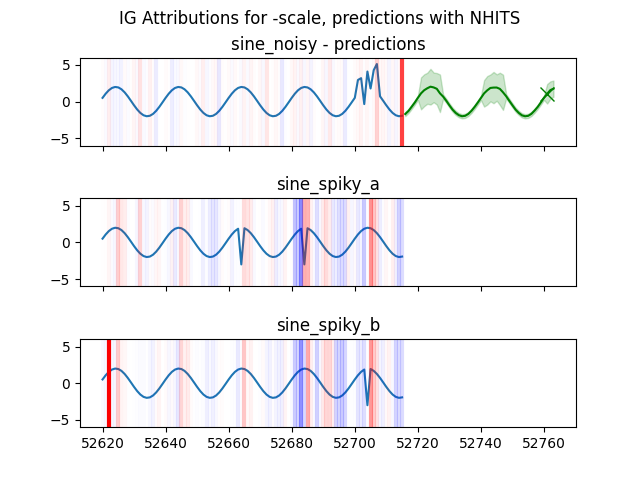 IG Attributions for -scale, predictions with NHITS
sine_noisy - predictions
5
0
−5
sine_spiky_a
5
0
−5
sine_spiky_b
5
0
−5
52620 52640 52660 52680 52700 52720 52740 52760